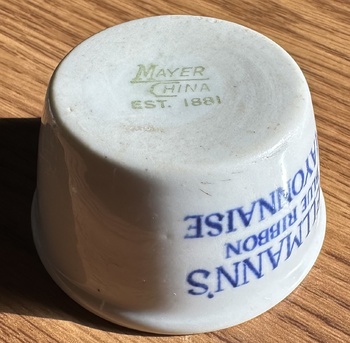 MAYER
CHINA
EST. 1881
LLMANN'S
LUE RIBBON
AYONNAISE